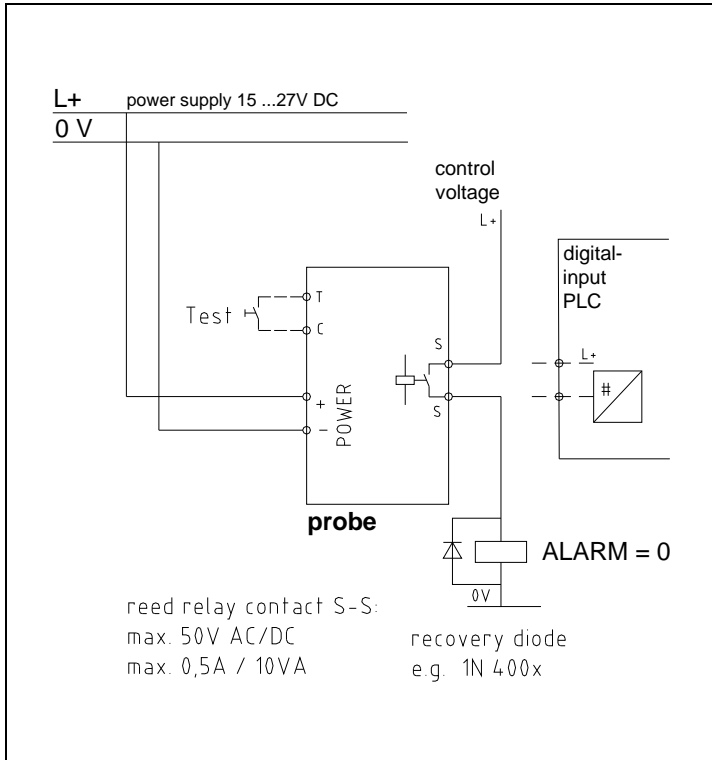 L+ power supply 15 ...27V DC
0 V
control
voltage
L+
digital-
input
PLC
L+
#
Test
T
C
S
S
+
-
POWER
probe
ALARM = 0
0V
reed relay contact S-S:
max. 50V AC/DC
max. 0,5A / 10VA
recovery diode
e.g. 1N 400x